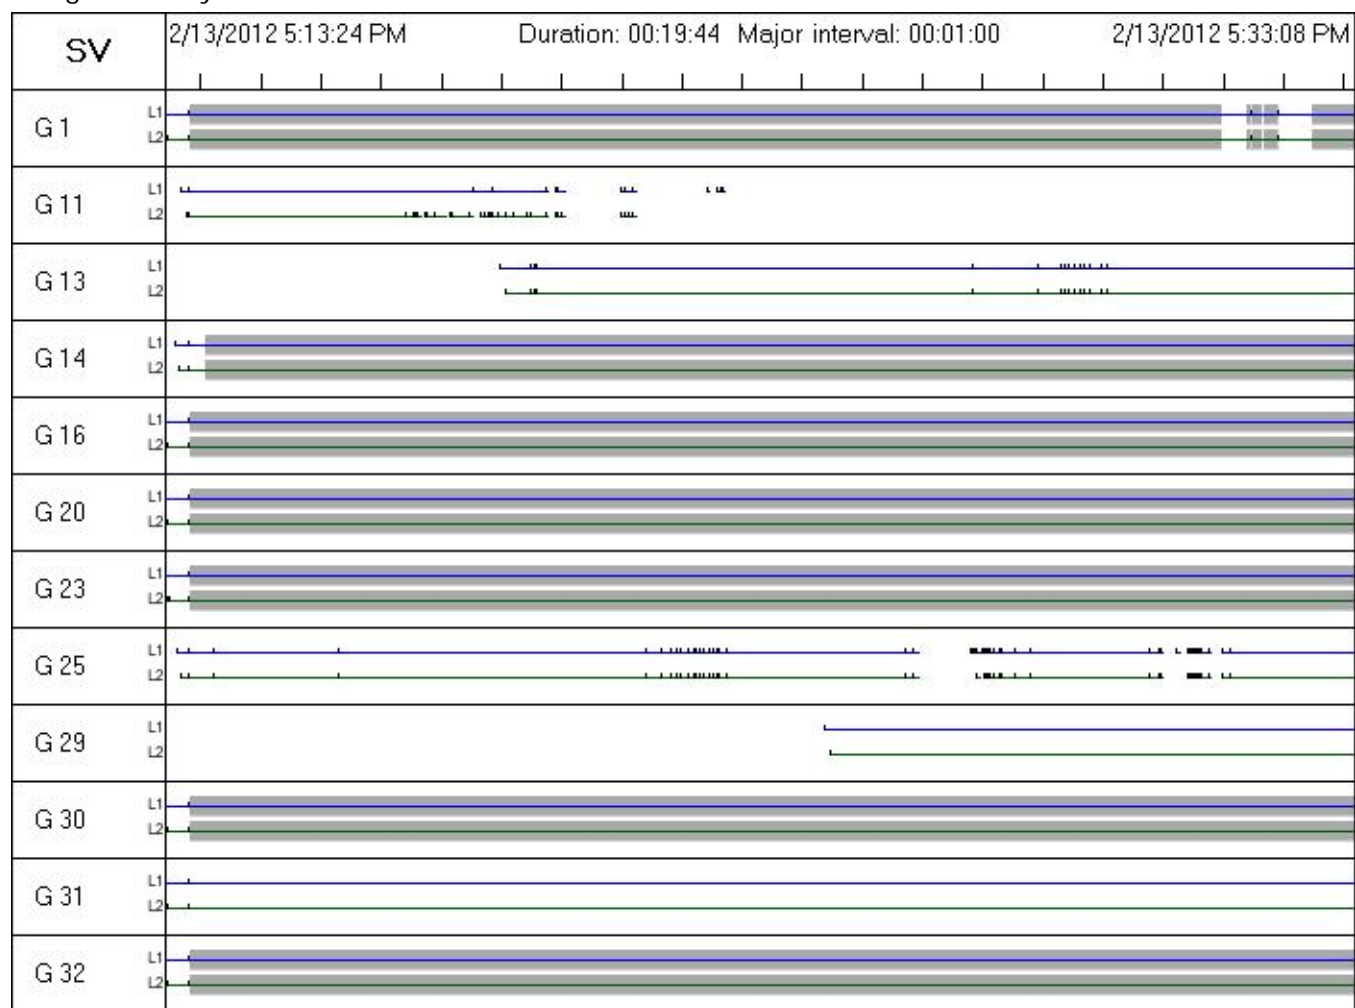 SV 2/13/2012 5:13:24 PM Duration: 00:19:44 Major interval: 00:01:00 2/13/2012 5:33:08 PM
G 1 L1
L2
G 11 L1
L2
G 13 L1
L2
G 14 L1
L2
G 16 L1
L2
G 20 L1
L2
G 23 L1
L2
G 25 L1
L2
G 29 L1
L2
G 30 L1
L2
G 31 L1
L2
G 32 L1
L2